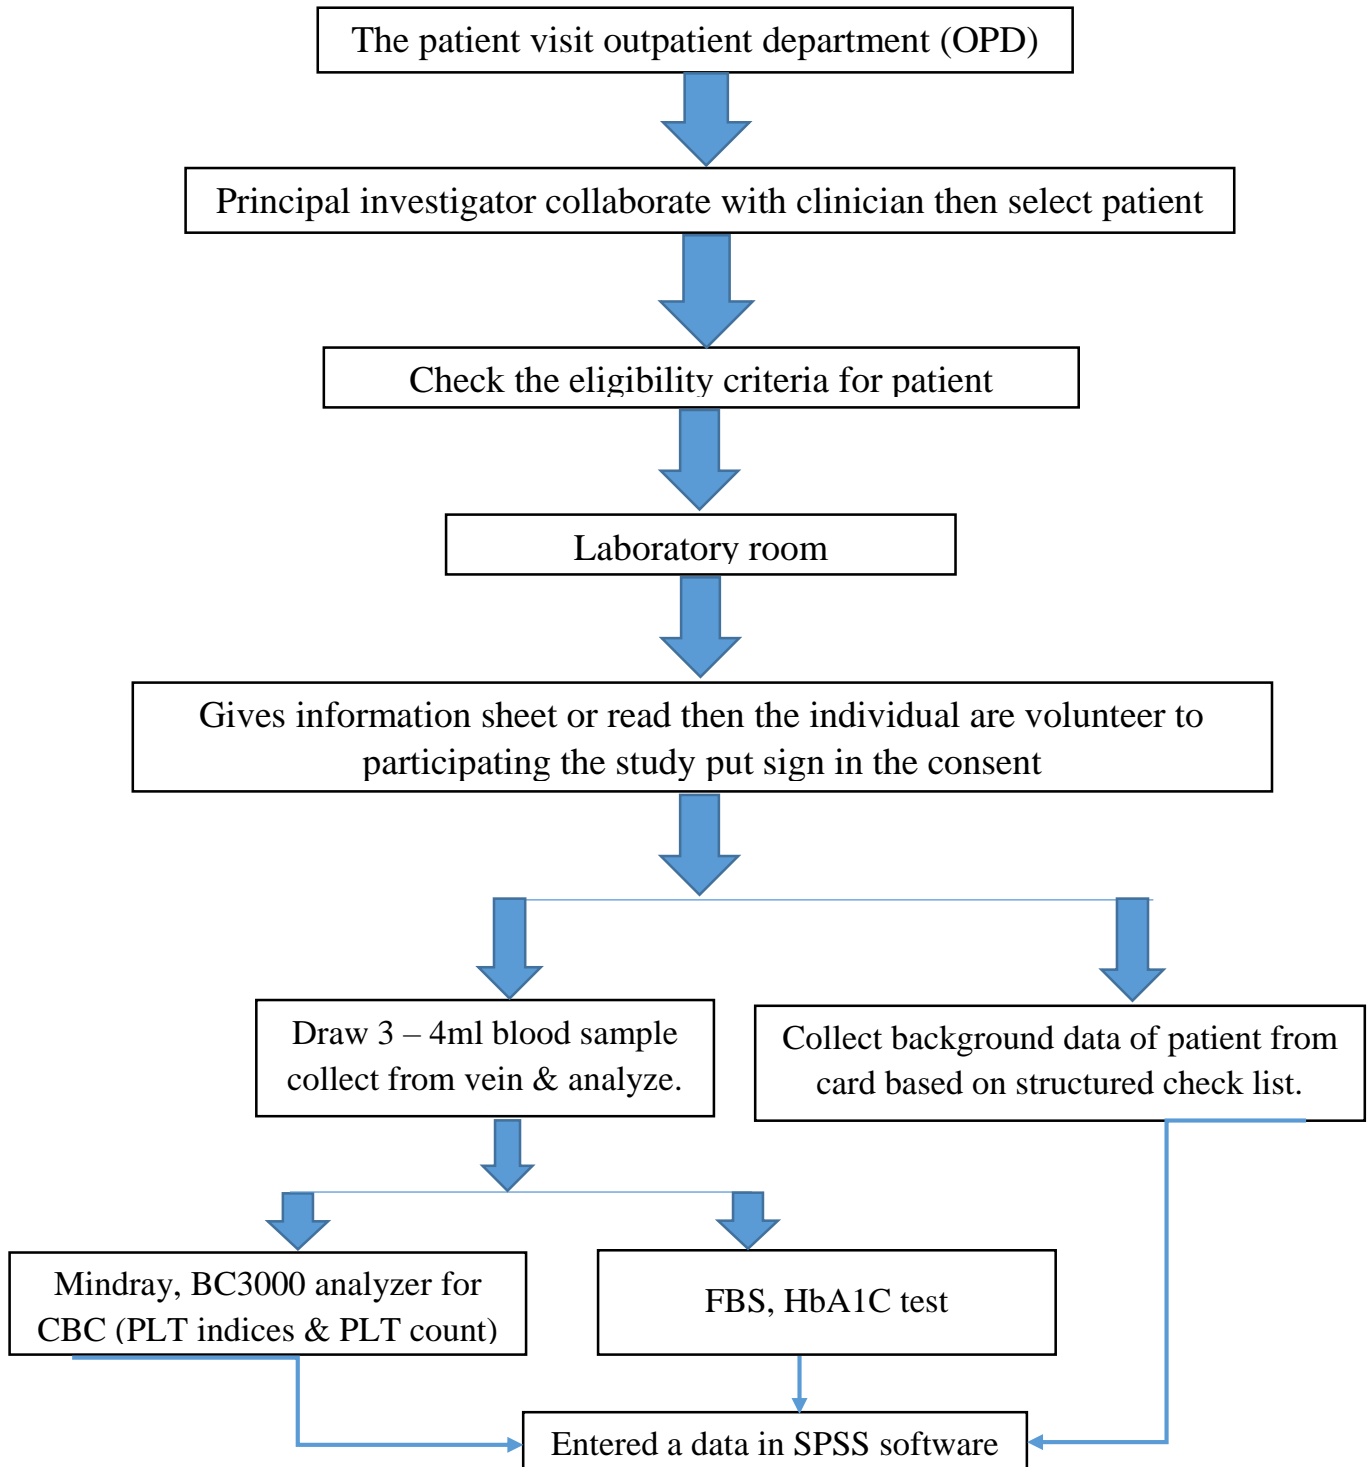 The patient visit outpatient department (OPD)
Principal investigator collaborate with clinician then select patient
Check the eligibility criteria for patient
Laboratory room
Gives information sheet or read then the individual are volunteer to
participating the study put sign in the consent
Draw 3 – 4ml blood sample
collect from vein & analyze.
Collect background data of patient from
card based on structured check list.
Mindray, BC3000 analyzer for
CBC (PLT indices & PLT count)
FBS, HbA1C test
Entered a data in SPSS software